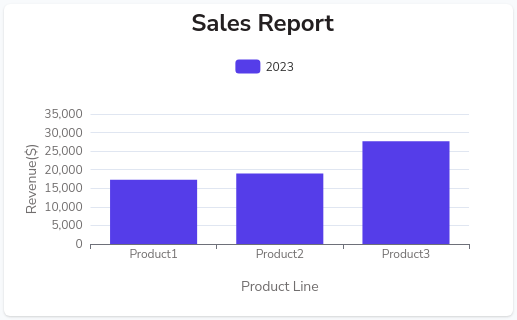 Sales Report
2023
Revenue($)
35,000
30,000
25,000
20,000
15,000
10,000
5,000
0
Product1 Product2 Product3
Product Line